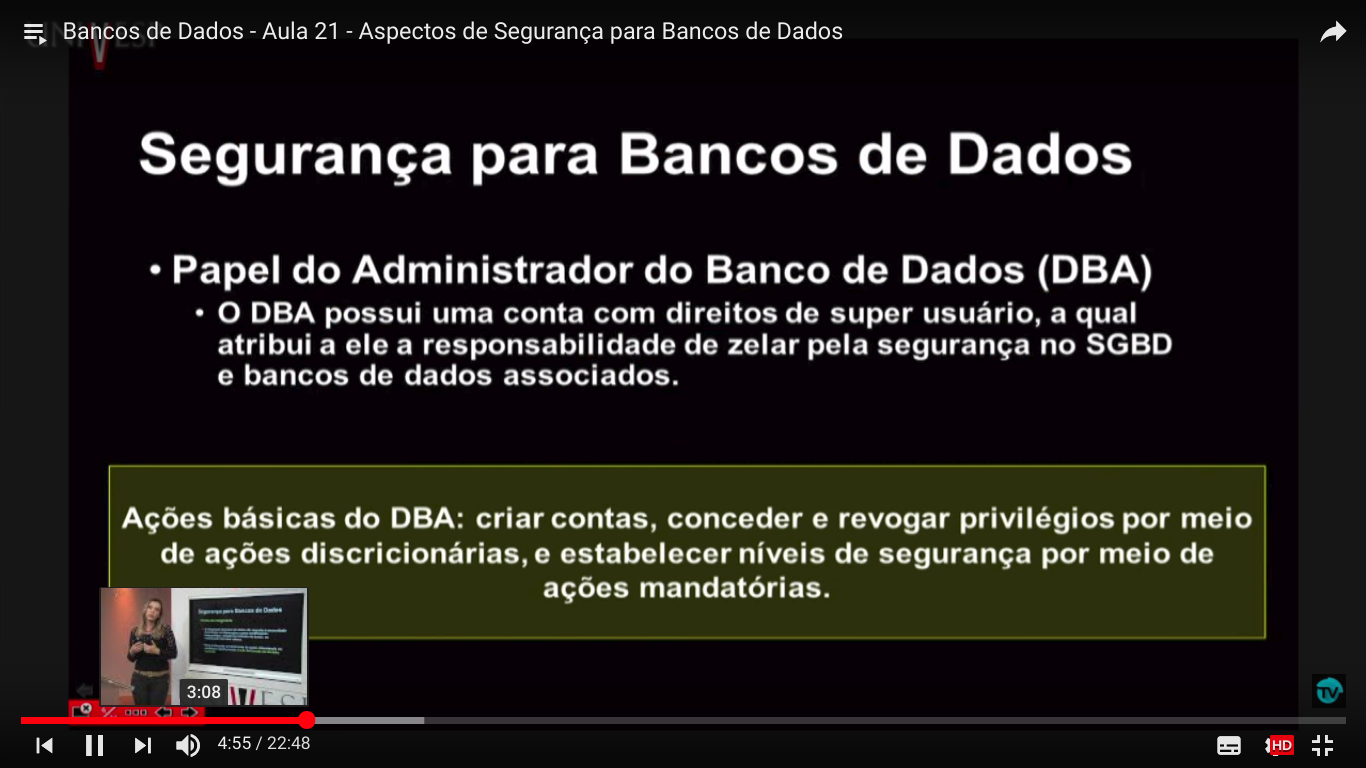 Bancos de Dados - Aula 21 - Aspectos de Segurança para Bancos de Dados
Segurança para Bancos de Dados
• Papel do Administrador do Banco de Dados (DBA)
• O DBA possui uma conta com direitos de super usuário, a qual
atribui a ele a responsabilidade de zelar pela segurança no SGBD
e bancos de dados associados.
Ações básicas do DBA: criar contas, conceder e revogar privilégios por meio
de ações discricionárias, e estabelecer níveis de segurança por meio de
ações mandatórias.
Segurança para Bancos de Dados
3:08
TV
4:55 / 22:48
HD